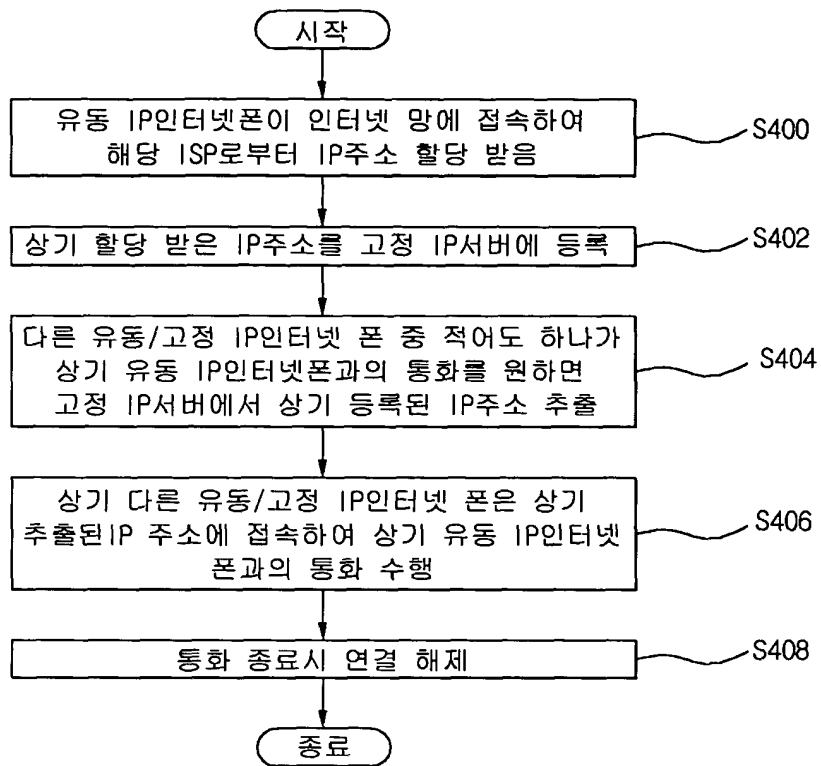 시작
유동 IP인터넷폰이 인터넷 망에 접속하여
해당 ISP로부터 IP주소 할당 받음
S400
상기 할당 받은 IP주소를 고정 IP서버에 등록
S402
다른 유동/고정 IP인터넷 폰 중 적어도 하나가
상기 유동 IP인터넷폰과의 통화를 원하면
고정 IP서버에서 상기 등록된 IP주소 추출
S404
상기 다른 유동/고정 IP인터넷 폰은 상기
추출된IP 주소에 접속하여 상기 유동 IP인터넷
폰과의 통화 수행
S406
통화 종료시 연결 해제
S408
종료